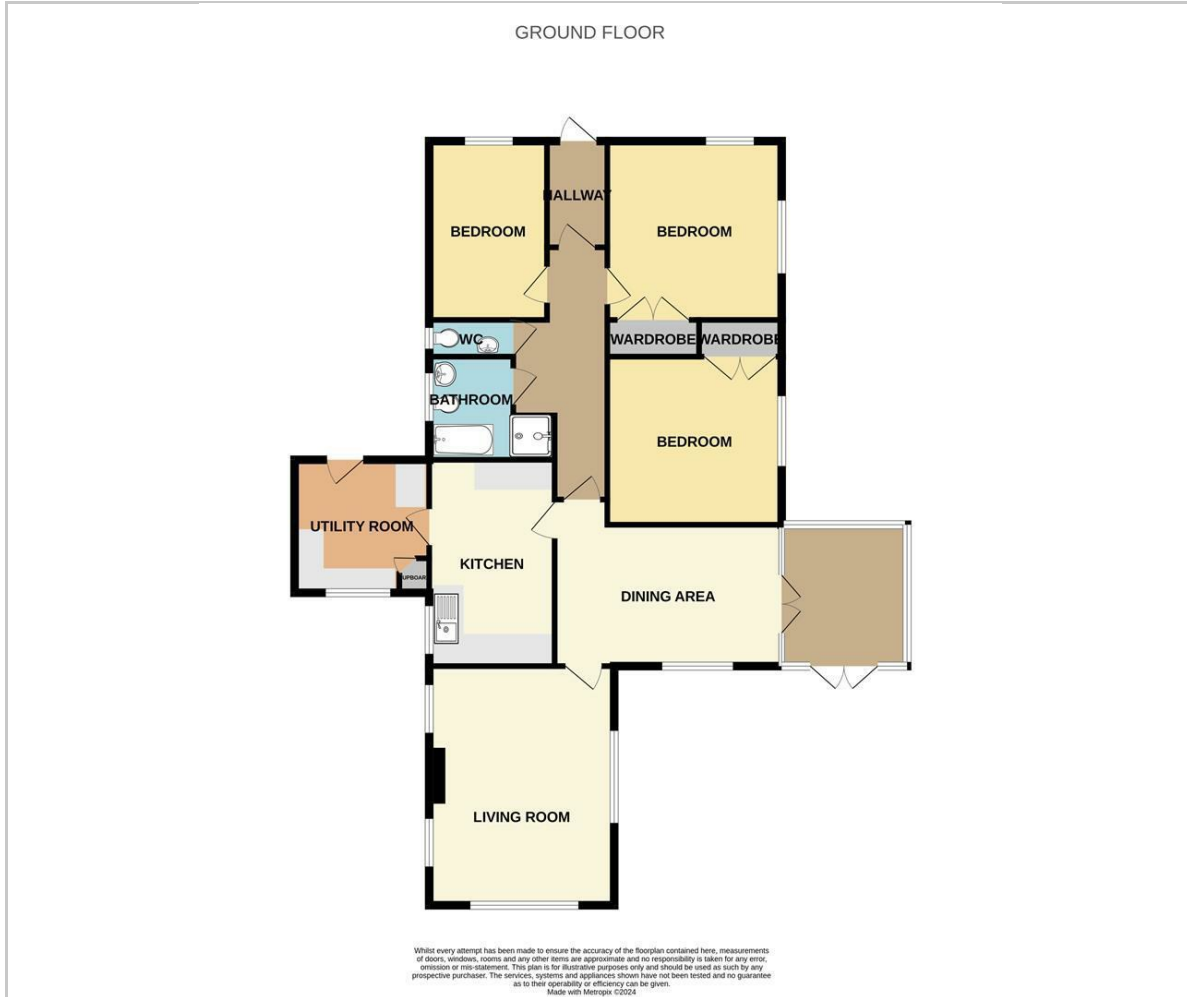 GROUND FLOOR
HALLWAY
BEDROOM
BEDROOM
WC
WARDROBE
WARDROBE
BATHROOM
BEDROOM
UTILITY ROOM
KITCHEN
UPBOAR
DINING AREA
LIVING ROOM
Whilst every attempt has been made to ensure the accuracy of the floorplan contained here, measurements
of doors, windows, rooms and any other items are approximate and no responsibility is taken for any error,
omission or mis-statement. This plan is for illustrative purposes only and should be used as such by any
prospective purchaser. The services, systems and appliances shown have not been tested and no guarantee
as to their operability or efficiency can be given.
Made with Metropix ©2024